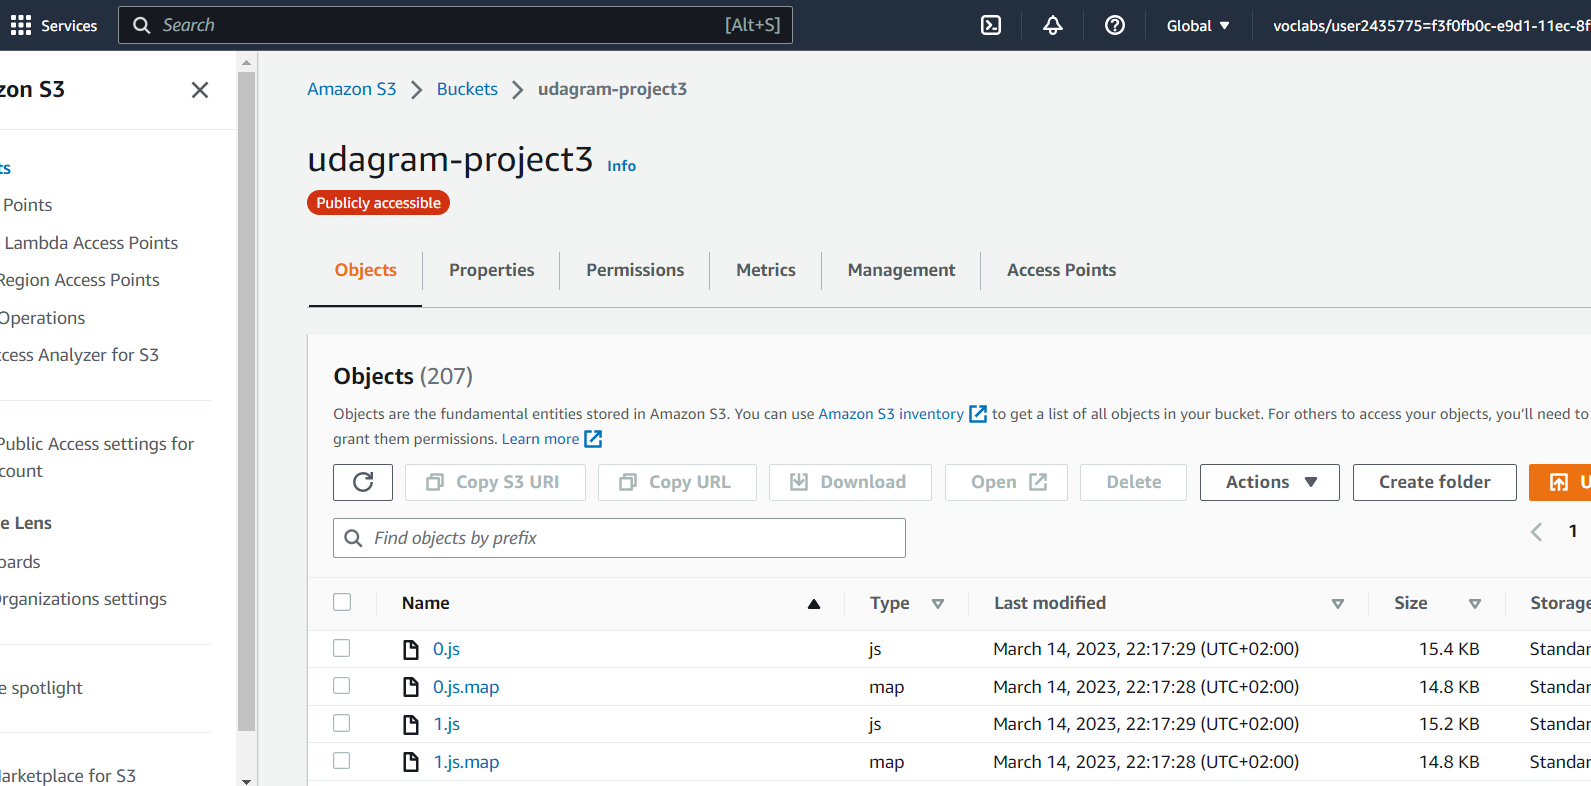 Services
Search [Alt+S]
Global
voclabs/user2435775=f3f0fb0c-e9d1-11ec-8f
zon S3
ts
Points
Lambda Access Points
Region Access Points
Operations
ccess Analyzer for S3
Public Access settings for
count
e Lens
oards
Organizations settings
e spotlight
Marketplace for S3
Amazon S3 > Buckets > udagram-project3
udagram-project3 Info
Publicly accessible
Objects Properties Permissions Metrics Management Access Points
Objects (207)
Objects are the fundamental entities stored in Amazon S3. You can use Amazon S3 inventory to get a list of all objects in your bucket. For others to access your objects, you'll need to
grant them permissions. Learn more
Copy S3 URI Copy URL Download Open Delete Actions Create folder U
Find objects by prefix
1
Name Type Last modified Size Storage
0.js js March 14, 2023, 22:17:29 (UTC+02:00) 15.4 KB Standar
0.js.map map March 14, 2023, 22:17:28 (UTC+02:00) 14.8 KB Standar
1.js js March 14, 2023, 22:17:29 (UTC+02:00) 15.2 KB Standar
1.js.map map March 14, 2023, 22:17:28 (UTC+02:00) 14.8 KB Standar